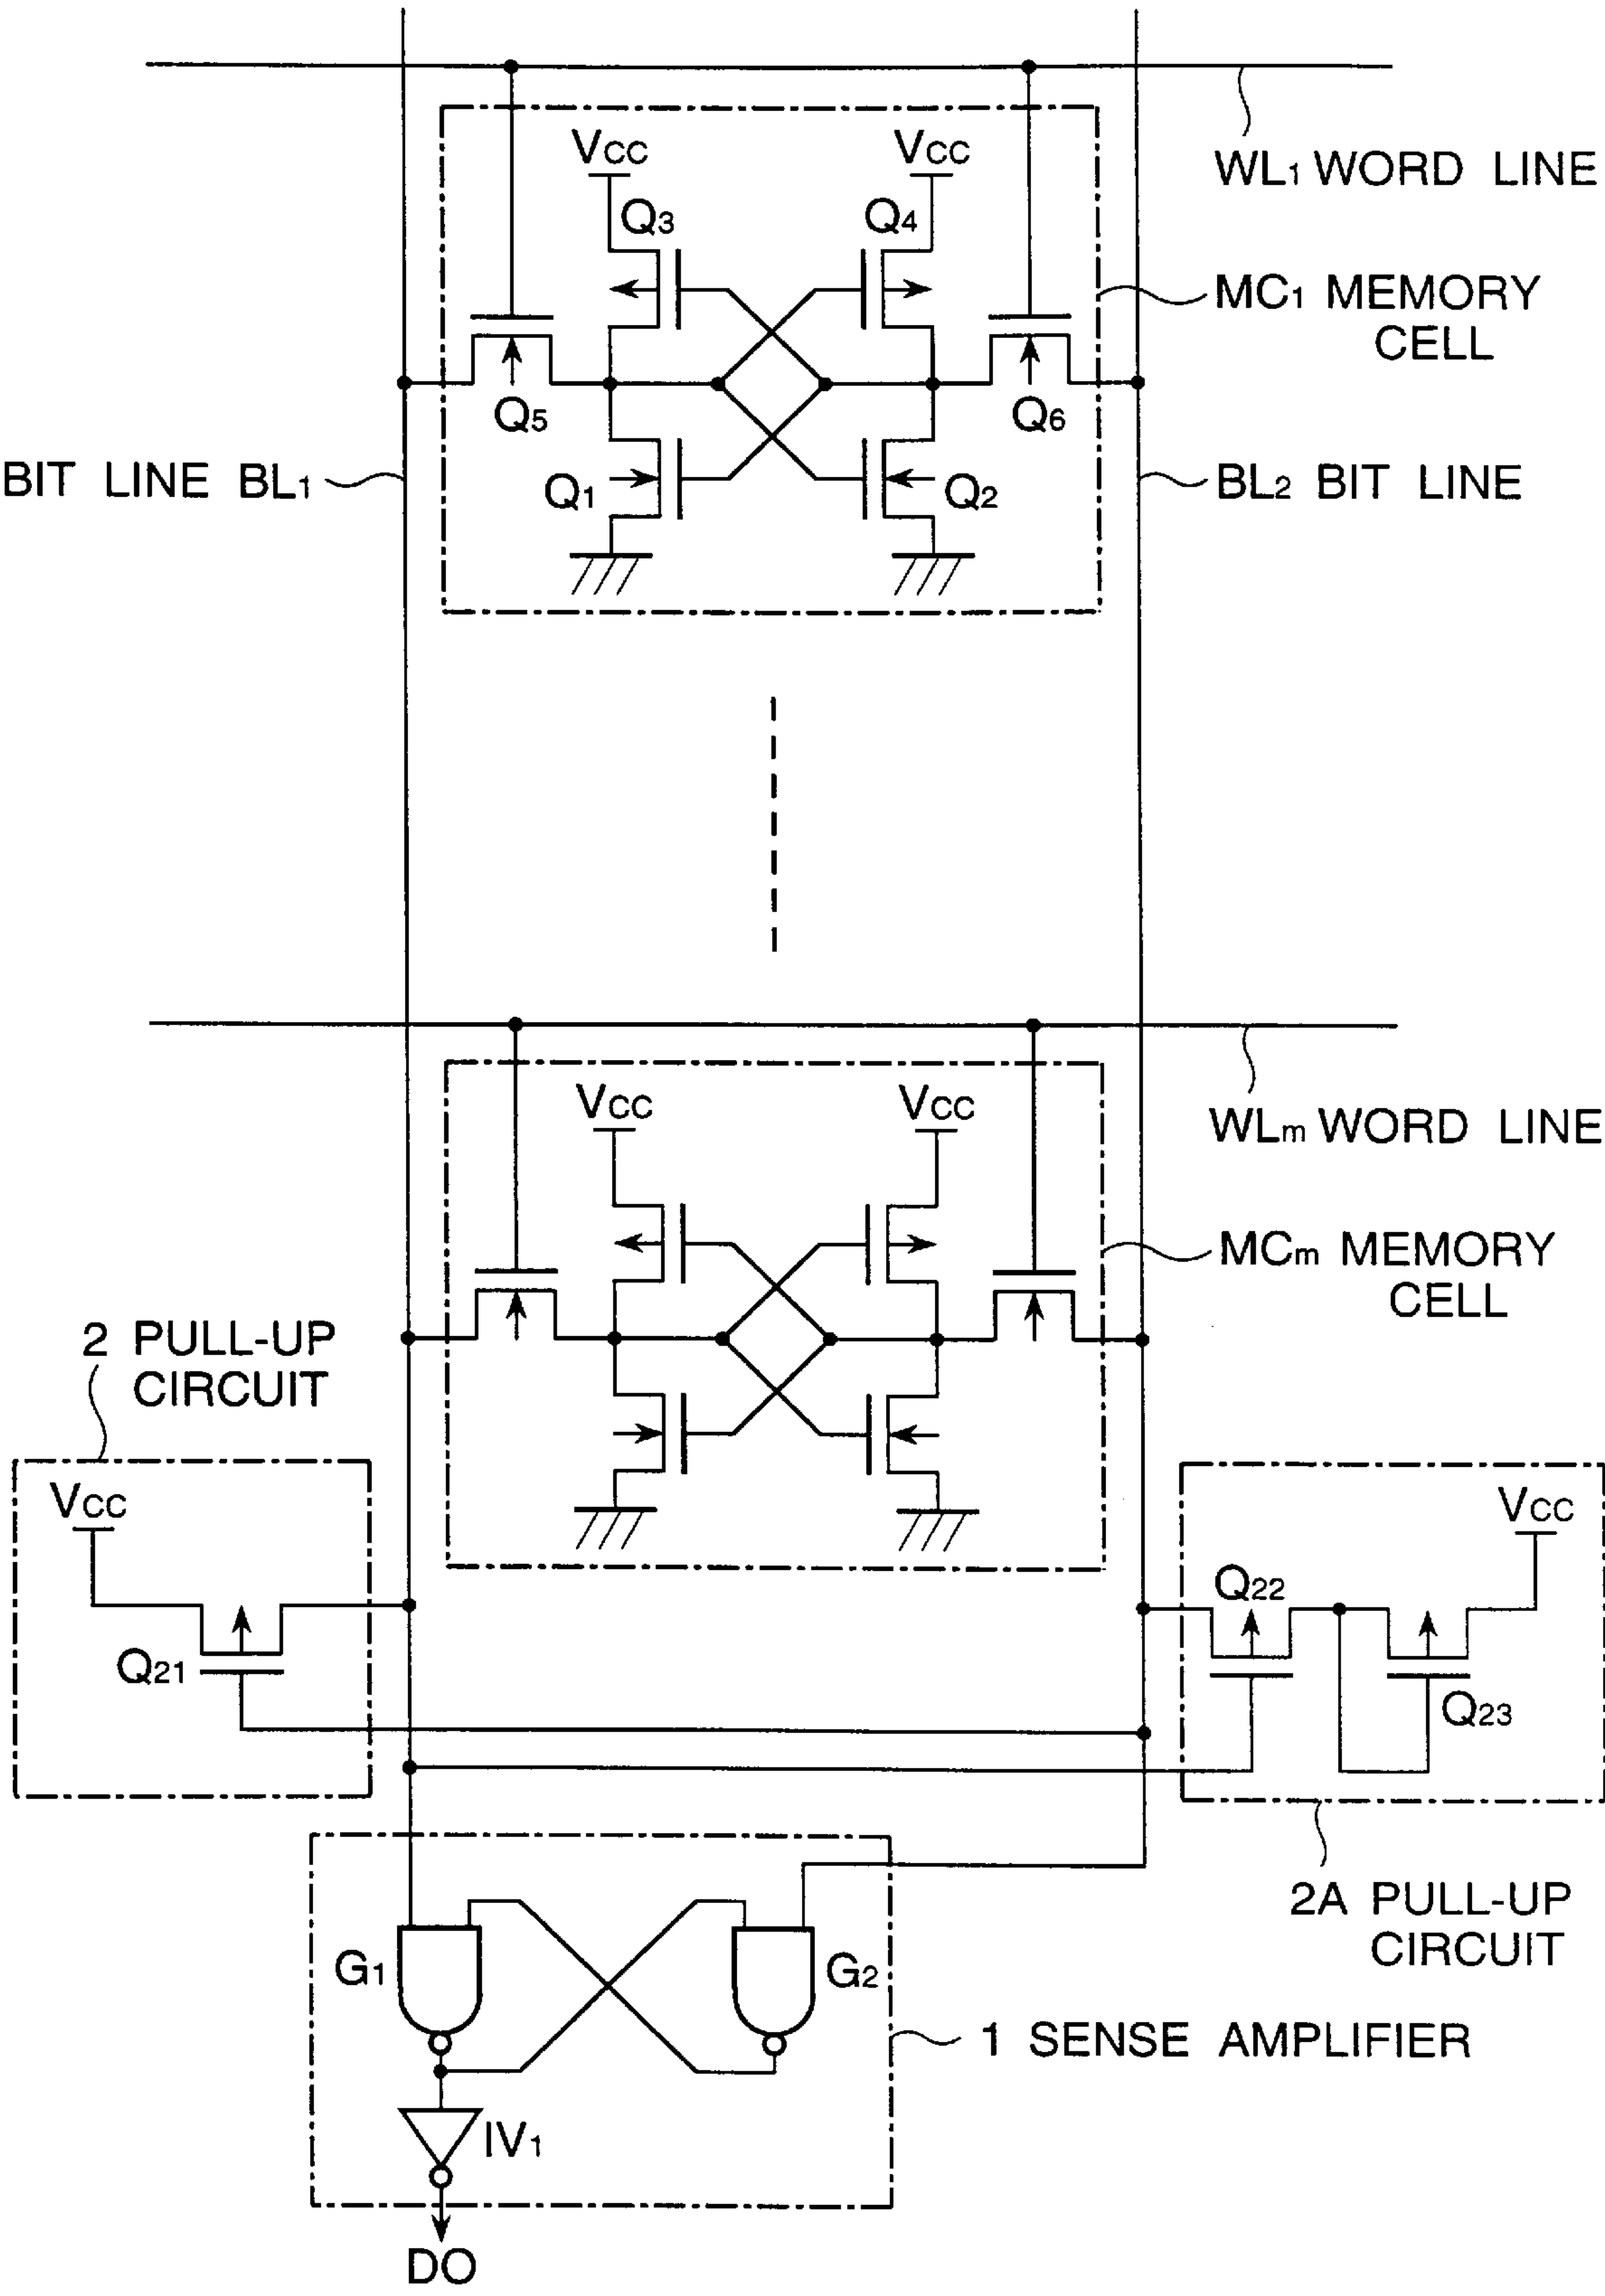 WL1 WORD LINE
VCC
VCC
Q3
Q4
MC1 MEMORY
CELL
Q5
Q6
BIT LINE BL1
Q1
Q2
BL2 BIT LINE
WLm WORD LINE
VCC
VCC
MCm MEMORY
CELL
2 PULL-UP
CIRCUIT
VCC
VCC
Q21
Q22
Q23
2A PULL-UP
CIRCUIT
G1
G2
1 SENSE AMPLIFIER
IV1
DO